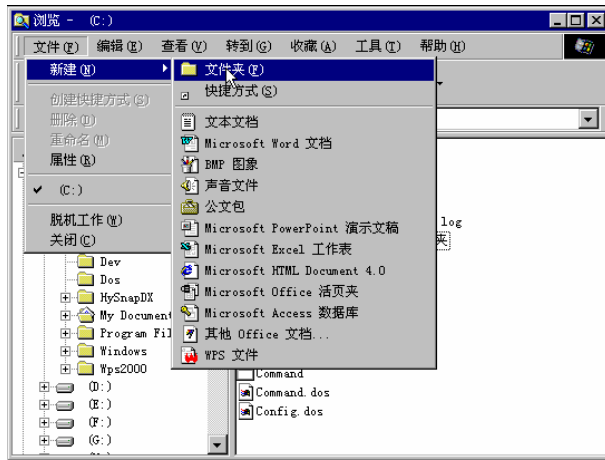 浏览 - (C:)
文件(F) 编辑(E) 查看(V) 转到(G) 收藏(A) 工具(T) 帮助(H)
新建(N)
创建快捷方式(S)
删除(D)
重命名(M)
属性(R)
✓ (C:)
脱机工作(W)
关闭(C)
文件夹(F)
快捷方式(S)
文本文档
Microsoft Word 文档
BMP 图象
声音文件
公文包
Microsoft PowerPoint 演示文稿
Microsoft Excel 工作表
Microsoft HTML Document 4.0
Microsoft Office 活页夹
Microsoft Access 数据库
其他 Office 文档...
WPS 文件
log
夹
Dev
Dos
HySnapDX
My Document
Program Fil
Windows
Wps2000
(D:)
(E:)
(F:)
(G:)
Command
Command.dos
Config.dos